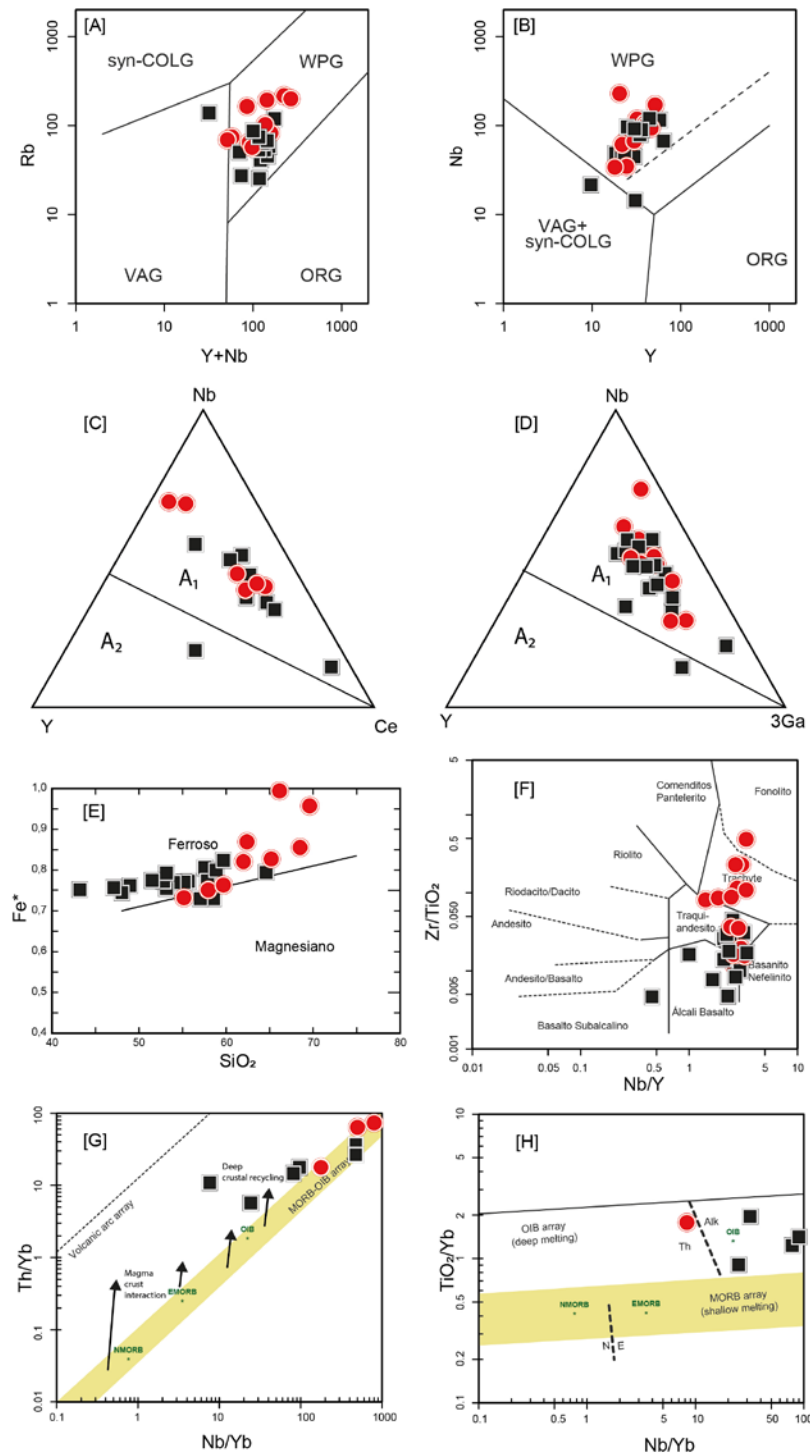 [A]
syn-COLG
WPG
VAG
ORG
Rb
1 10 100 1000
1 10 100 1000
Y+Nb
[B]
WPG
VAG+
syn-COLG
ORG
Nb
1 10 100 1000
1 10 100 1000
Y
[C]
Nb
A1
A2
Y
Ce
[D]
Nb
A1
A2
Y
3Ga
[E]
Ferroso
Magnesiano
Fe*
1,0
0,9
0,8
0,7
0,6
0,5
0,4
40 50 60 70 80
SiO₂
[F]
Comenditos
Pantelerito
Fonolito
Riolito
Trachyte
Riodacito/Dacito
Traqui-
andesito
Andesito
Andesito/Basalto
Basanito
Nefelinito
Basalto Subalcalino
Álcali Basalto
Zr/TiO₂
5
0.5
0.050
0.005
0.001
0.01 0.05 0.1 0.5 1 5 10
Nb/Y
[G]
Volcanic arc array
Deep
crustal recycling
MORB-OIB array
OIB
Magma
crust
interaction
EMORB
NMORB
Th/Yb
100
10
1
0.1
0.01
0.1 1 10 100 1000
Nb/Yb
[H]
OIB array
(deep melting)
Alk
Th
OIB
MORB array
(shallow melting)
NMORB
EMORB
N E
TiO₂/Yb
10
5
2
1
0.5
0.2
0.1
0.1 0.5 1 5 10 50 100
Nb/Yb